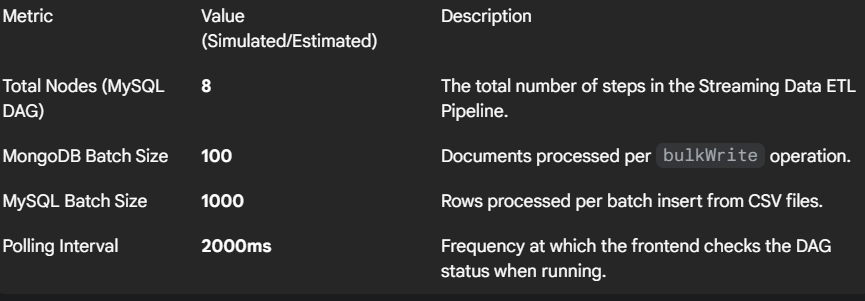 Metric Value Description
(Simulated/Estimated)
Total Nodes (MySQL 8 The total number of steps in the Streaming Data ETL
DAG) Pipeline.
MongoDB Batch Size 100 Documents processed per bulkWrite operation.
MySQL Batch Size 1000 Rows processed per batch insert from CSV files.
Polling Interval 2000ms Frequency at which the frontend checks the DAG
status when running.